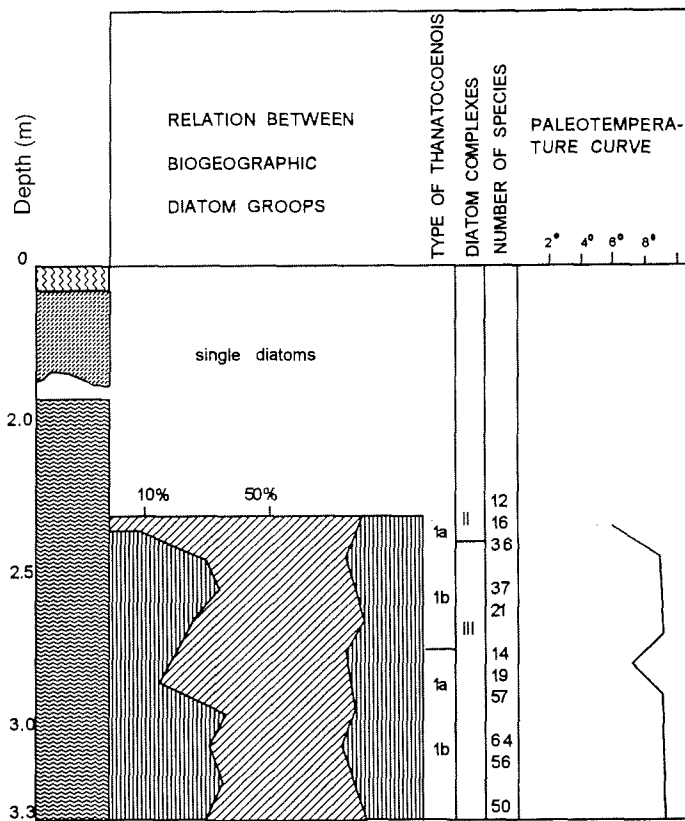 Depth (m)
RELATION BETWEEN
BIOGEOGRAPHIC
DIATOM GROOPS
TYPE OF THANATOCOENOIS
DIATOM COMPLEXES
NUMBER OF SPECIES
PALEOTEMPERA-
TURE CURVE
2° 4° 6° 8°
0
single diatoms
2.0
10% 50%
12
1a II 16
36
2.5
1b 37
21
III
14
1a 19
57
3.0
1b 64
56
3.3 50